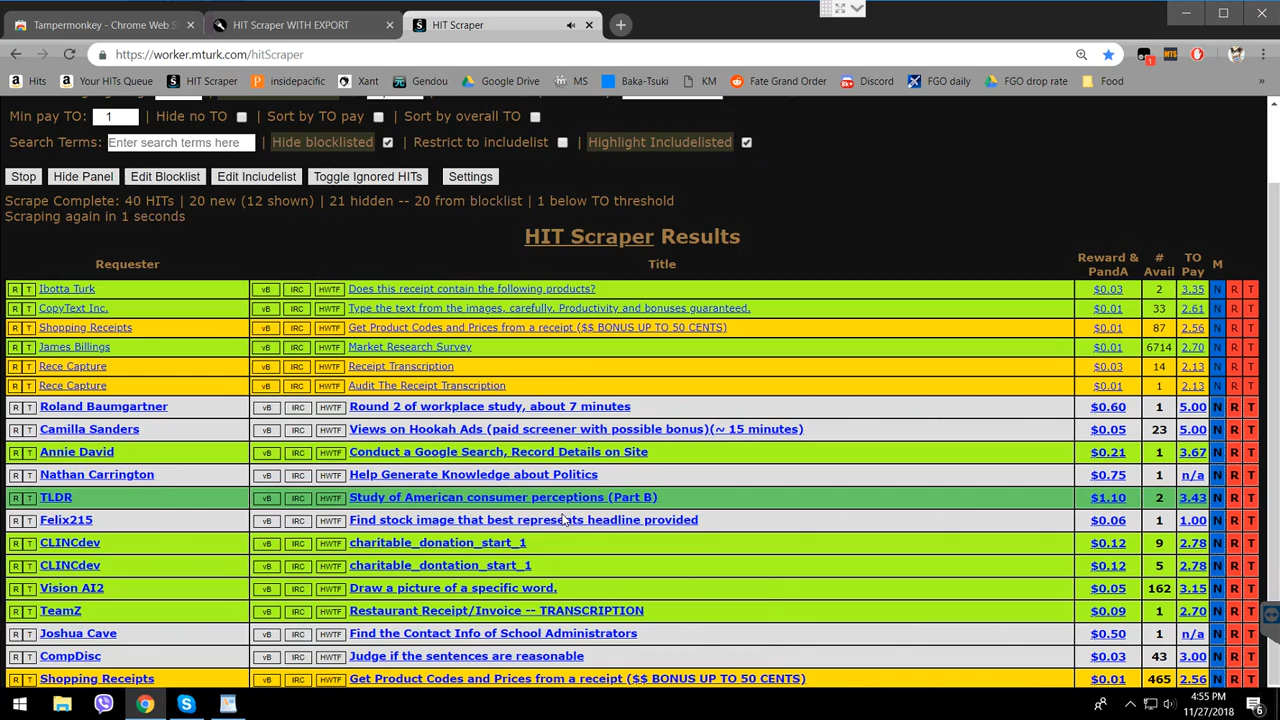 Tampermonkey - Chrome Web S
HIT Scraper WITH EXPORT
HIT Scraper
https://worker.mturk.com/hitScraper
Hits Your HITs Queue HIT Scraper insidepacific Xant Gendou Google Drive MS Baka-Tsuki KM Fate Grand Order Discord FGO daily FGO drop rate Food
Min pay TO: 1 | Hide no TO | Sort by TO pay | Sort by overall TO
Search Terms: Enter search terms here | Hide blocklisted | Restrict to includelist | Highlight Includelisted
Stop Hide Panel Edit Blocklist Edit Includelist Toggle Ignored HITs Settings
Scrape Complete: 40 HITs | 20 new (12 shown) | 21 hidden -- 20 from blocklist | 1 below TO threshold
Scraping again in 1 seconds
HIT Scraper Results
Requester Title Reward & PandA # Avail TO Pay M
R T Ibotta Turk vB IRC HWTF Does this receipt contain the following products? $0.03 2 3.35 N R T
R T CopyText Inc. vB IRC HWTF Type the text from the images, carefully. Productivity and bonuses guaranteed. $0.01 33 2.61 N R T
R T Shopping Receipts vB IRC HWTF Get Product Codes and Prices from a receipt ($$ BONUS UP TO 50 CENTS) $0.01 87 2.56 N R T
R T James Billings vB IRC HWTF Market Research Survey $0.01 6714 2.70 N R T
R T Rece Capture vB IRC HWTF Receipt Transcription $0.03 14 2.13 N R T
R T Rece Capture vB IRC HWTF Audit The Receipt Transcription $0.01 1 2.13 N R T
R T Roland Baumgartner vB IRC HWTF Round 2 of workplace study, about 7 minutes $0.60 1 5.00 N R T
R T Camilla Sanders vB IRC HWTF Views on Hookah Ads (paid screener with possible bonus)(~ 15 minutes) $0.05 23 5.00 N R T
R T Annie David vB IRC HWTF Conduct a Google Search, Record Details on Site $0.21 1 3.67 N R T
R T Nathan Carrington vB IRC HWTF Help Generate Knowledge about Politics $0.75 1 n/a N R T
R T TLDR vB IRC HWTF Study of American consumer perceptions (Part B) $1.10 2 3.43 N R T
R T Felix215 vB IRC HWTF Find stock image that best represents headline provided $0.06 1 1.00 N R T
R T CLINCdev vB IRC HWTF charitable_donation_start_1 $0.12 9 2.78 N R T
R T CLINCdev vB IRC HWTF charitable_dontation_start_1 $0.12 5 2.78 N R T
R T Vision AI2 vB IRC HWTF Draw a picture of a specific word. $0.05 162 3.15 N R T
R T TeamZ vB IRC HWTF Restaurant Receipt/Invoice -- TRANSCRIPTION $0.09 1 2.70 N R T
R T Joshua Cave vB IRC HWTF Find the Contact Info of School Administrators $0.50 1 n/a N R T
R T CompDisc vB IRC HWTF Judge if the sentences are reasonable $0.03 43 3.00 N R T
R T Shopping Receipts vB IRC HWTF Get Product Codes and Prices from a receipt ($$ BONUS UP TO 50 CENTS) $0.01 465 2.56 N R T
4:55 PM
11/27/2018